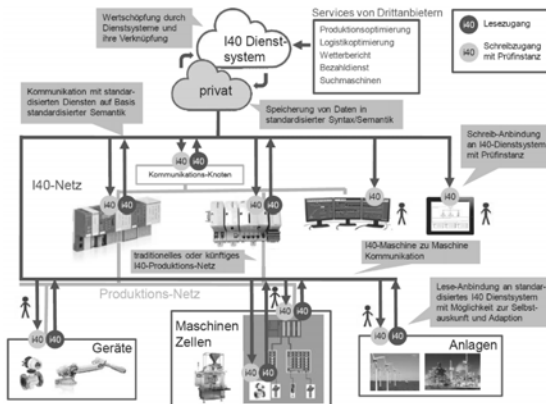 Wertschöpfung durch
Dienstsysteme und
ihre Verknüpfung
I40 Dienst-
system
privat
Services von Drittanbietern
Produktionsoptimierung
Logistikoptimierung
Wetterbericht
Bezahldienst
Suchmaschinen
i40 Lesezugang
i40 Schreibzugang
mit Prüfinstanz
Kommunikation mit standar-
disierten Diensten auf Basis
standardisierter Semantik
Speicherung von Daten in
standardisierter Syntax/Semantik
Schreib-Anbindung
an I40-Dienstsystem
mit Prüfinstanz
i40 i40
Kommunikations-Knoten
I40-Netz
i40 i40
i40 i40
i40
i40
traditionelles oder künftiges
I40-Produktions-Netz
I40-Maschine zu Maschine
Kommunikation
Produktions-Netz
Lese-Anbindung an standar-
disiertes I40 Dienstsystem
mit Möglichkeit zur Selbst-
auskunft und Adaption
i40 i40
Geräte
Maschinen
Zellen
i40 i40
i40 i40
i40 i40
Anlagen